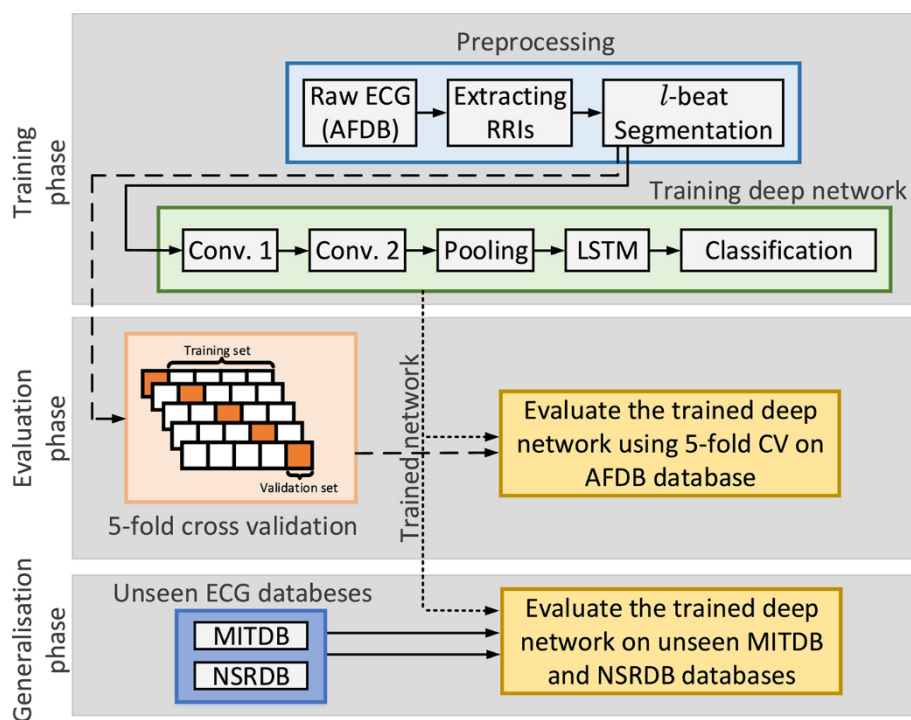 Training
phase
Preprocessing
Raw ECG
(AFDB)
Extracting
RRIs
l-beat
Segmentation
Training deep network
Conv. 1
Conv. 2
Pooling
LSTM
Classification
Evaluation
phase
Training set
Validation set
5-fold cross validation
Trained network
Evaluate the trained deep
network using 5-fold CV on
AFDB database
Generalisation
phase
Unseen ECG databeses
MITDB
NSRDB
Evaluate the trained deep
network on unseen MITDB
and NSRDB databases